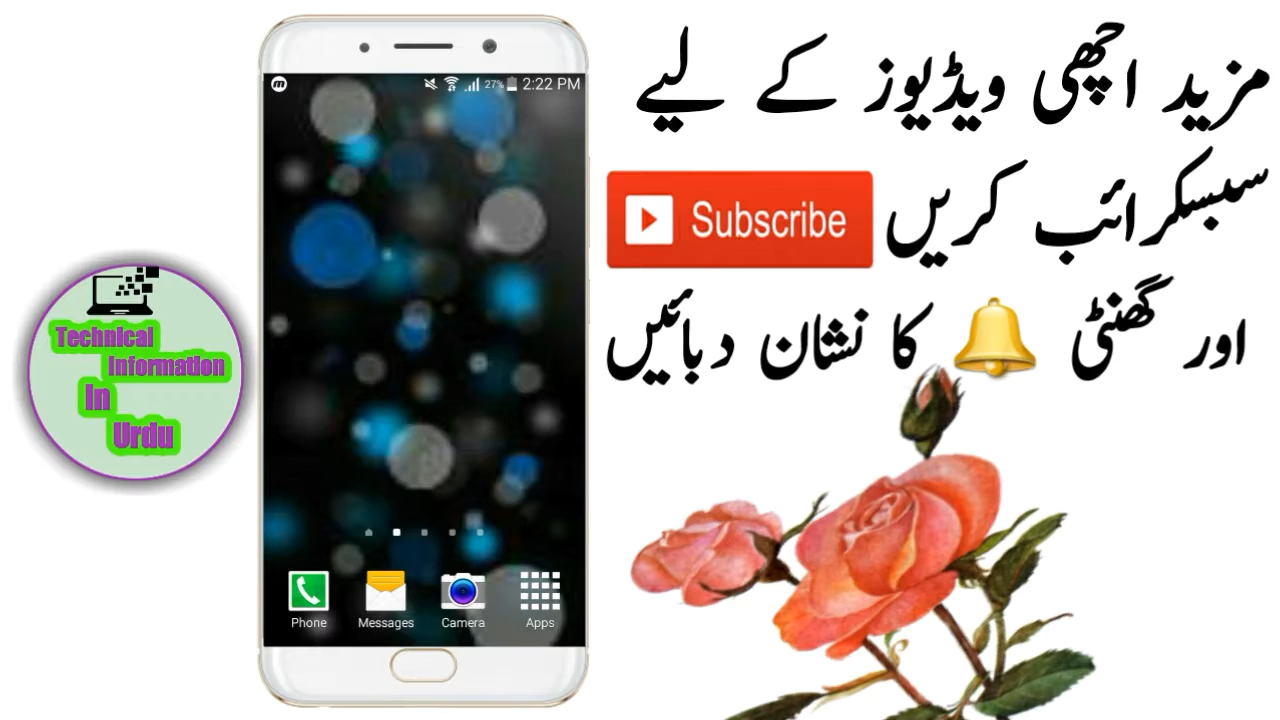 Technical
Information
In
Urdu
27% 2:22 PM
Phone Messages Camera Apps
مزید اچھی ویڈیوز کے لیے
سبسکرائب کریں Subscribe
اور گھنٹی 🔔 کا نشان دبائیں